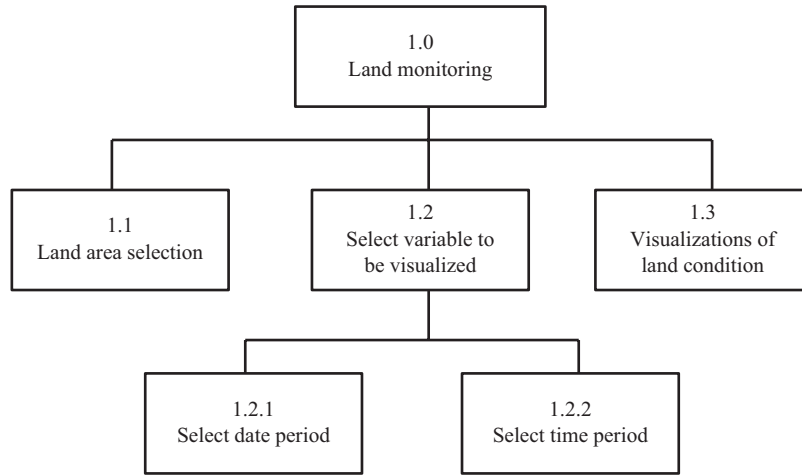 1.0
Land monitoring
1.1
Land area selection
1.2
Select variable to
be visualized
1.3
Visualizations of
land condition
1.2.1
Select date period
1.2.2
Select time period